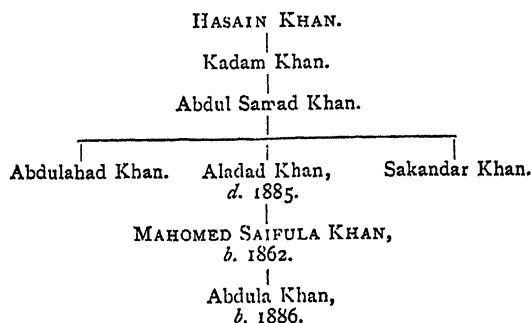 HASAIN KHAN.
Kadam Khan.
Abdul Samad Khan.
Abdulahad Khan. Aladad Khan, Sakandar Khan.
d. 1885.
MAHOMED SAIFULA KHAN,
b. 1862.
Abdula Khan,
b. 1886.